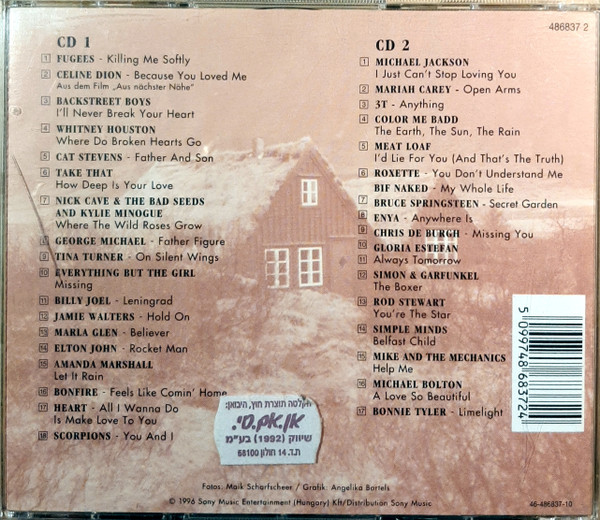 486837 2
CD 1
1 FUGEES - Killing Me Softly
2 CELINE DION - Because You Loved Me
Aus dem Film „Aus nächster Nähe"
3 BACKSTREET BOYS
I'll Never Break Your Heart
4 WHITNEY HOUSTON
Where Do Broken Hearts Go
5 CAT STEVENS - Father And Son
6 TAKE THAT
How Deep Is Your Love
7 NICK CAVE & THE BAD SEEDS
AND KYLIE MINOGUE
Where The Wild Roses Grow
8 GEORGE MICHAEL - Father Figure
9 TINA TURNER - On Silent Wings
10 EVERYTHING BUT THE GIRL
Missing
11 BILLY JOEL - Leningrad
12 JAMIE WALTERS - Hold On
13 MARLA GLEN - Believer
14 ELTON JOHN - Rocket Man
15 AMANDA MARSHALL
Let It Rain
16 BONFIRE - Feels Like Comin' Home
17 HEART - All I Wanna Do
Is Make Love To You
18 SCORPIONS - You And I
CD 2
1 MICHAEL JACKSON
I Just Can't Stop Loving You
2 MARIAH CAREY - Open Arms
3 3T - Anything
4 COLOR ME BADD
The Earth, The Sun, The Rain
5 MEAT LOAF
I'd Lie For You (And That's The Truth)
6 ROXETTE - You Don't Understand Me
BIF NAKED - My Whole Life
7 BRUCE SPRINGSTEEN - Secret Garden
8 ENYA - Anywhere Is
9 CHRIS DE BURGH - Missing You
10 GLORIA ESTEFAN
11 Always Tomorrow
12 SIMON & GARFUNKEL
The Boxer
13 ROD STEWART
You're The Star
14 SIMPLE MINDS
Belfast Child
15 MIKE AND THE MECHANICS
Help Me
16 MICHAEL BOLTON
A Love So Beautiful
17 BONNIE TYLER - Limelight
5 099748 683724
הקלטה תוצרת חוץ, היבואן:
אן.אמ.סי.
שיווק (1992) בע"מ
ת.ד. 14 חולון 58100
Fotos: Maik Scharfscheer / Grafik: Angelika Bartels
© 1996 Sony Music Entertainment (Hungary) Kft/Distribution Sony Music
46-486837-10